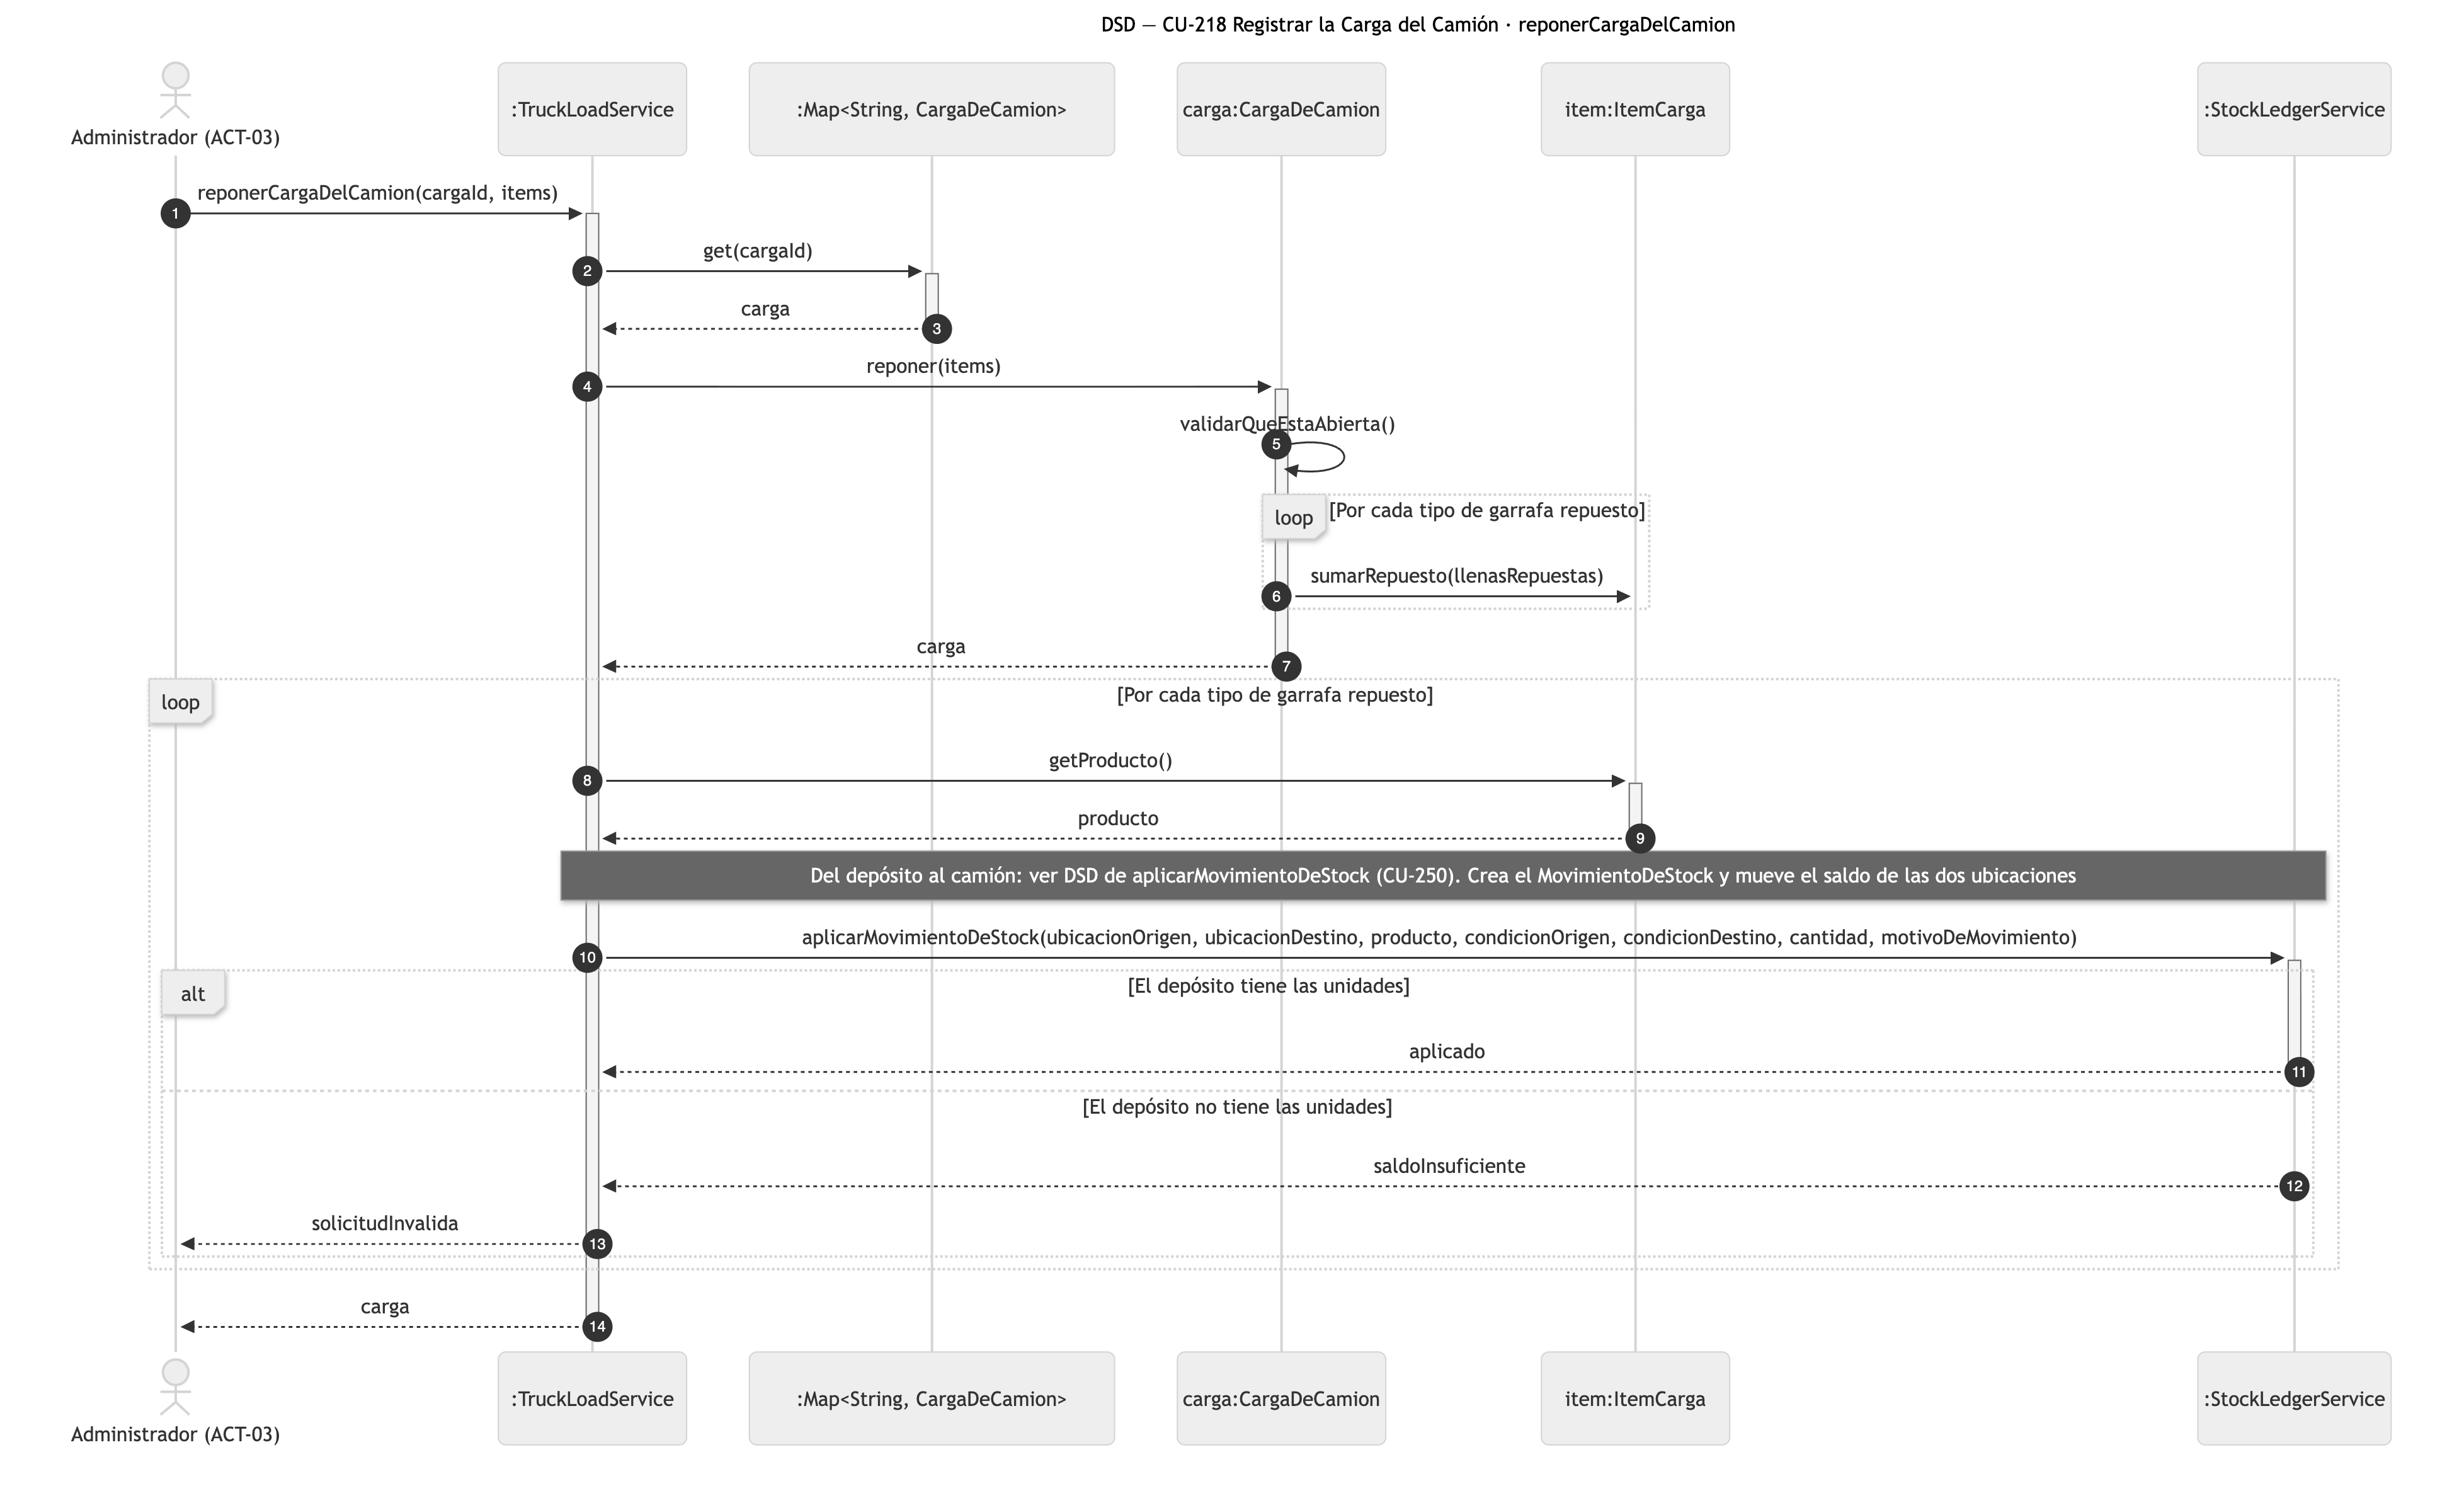 DSD — CU-218 Registrar la Carga del Camión · reponerCargaDelCamion
Administrador (ACT-03)
:TruckLoadService
:Map<String, CargaDeCamion>
carga:CargaDeCamion
item:ItemCarga
:StockLedgerService
reponerCargaDelCamion(cargaId, items)
1
get(cargaId)
2
carga
3
reponer(items)
4
validarQueEstaAbierta()
5
loop
[Por cada tipo de garrafa repuesto]
sumarRepuesto(llenasRepuestas)
6
carga
7
loop
[Por cada tipo de garrafa repuesto]
getProducto()
8
producto
9
Del depósito al camión: ver DSD de aplicarMovimientoDeStock (CU-250). Crea el MovimientoDeStock y mueve el saldo de las dos ubicaciones
aplicarMovimientoDeStock(ubicacionOrigen, ubicacionDestino, producto, condicionOrigen, condicionDestino, cantidad, motivoDeMovimiento)
10
alt
[El depósito tiene las unidades]
aplicado
11
[El depósito no tiene las unidades]
saldoInsuficiente
12
solicitudInvalida
13
carga
14
:TruckLoadService
:Map<String, CargaDeCamion>
carga:CargaDeCamion
item:ItemCarga
:StockLedgerService
Administrador (ACT-03)